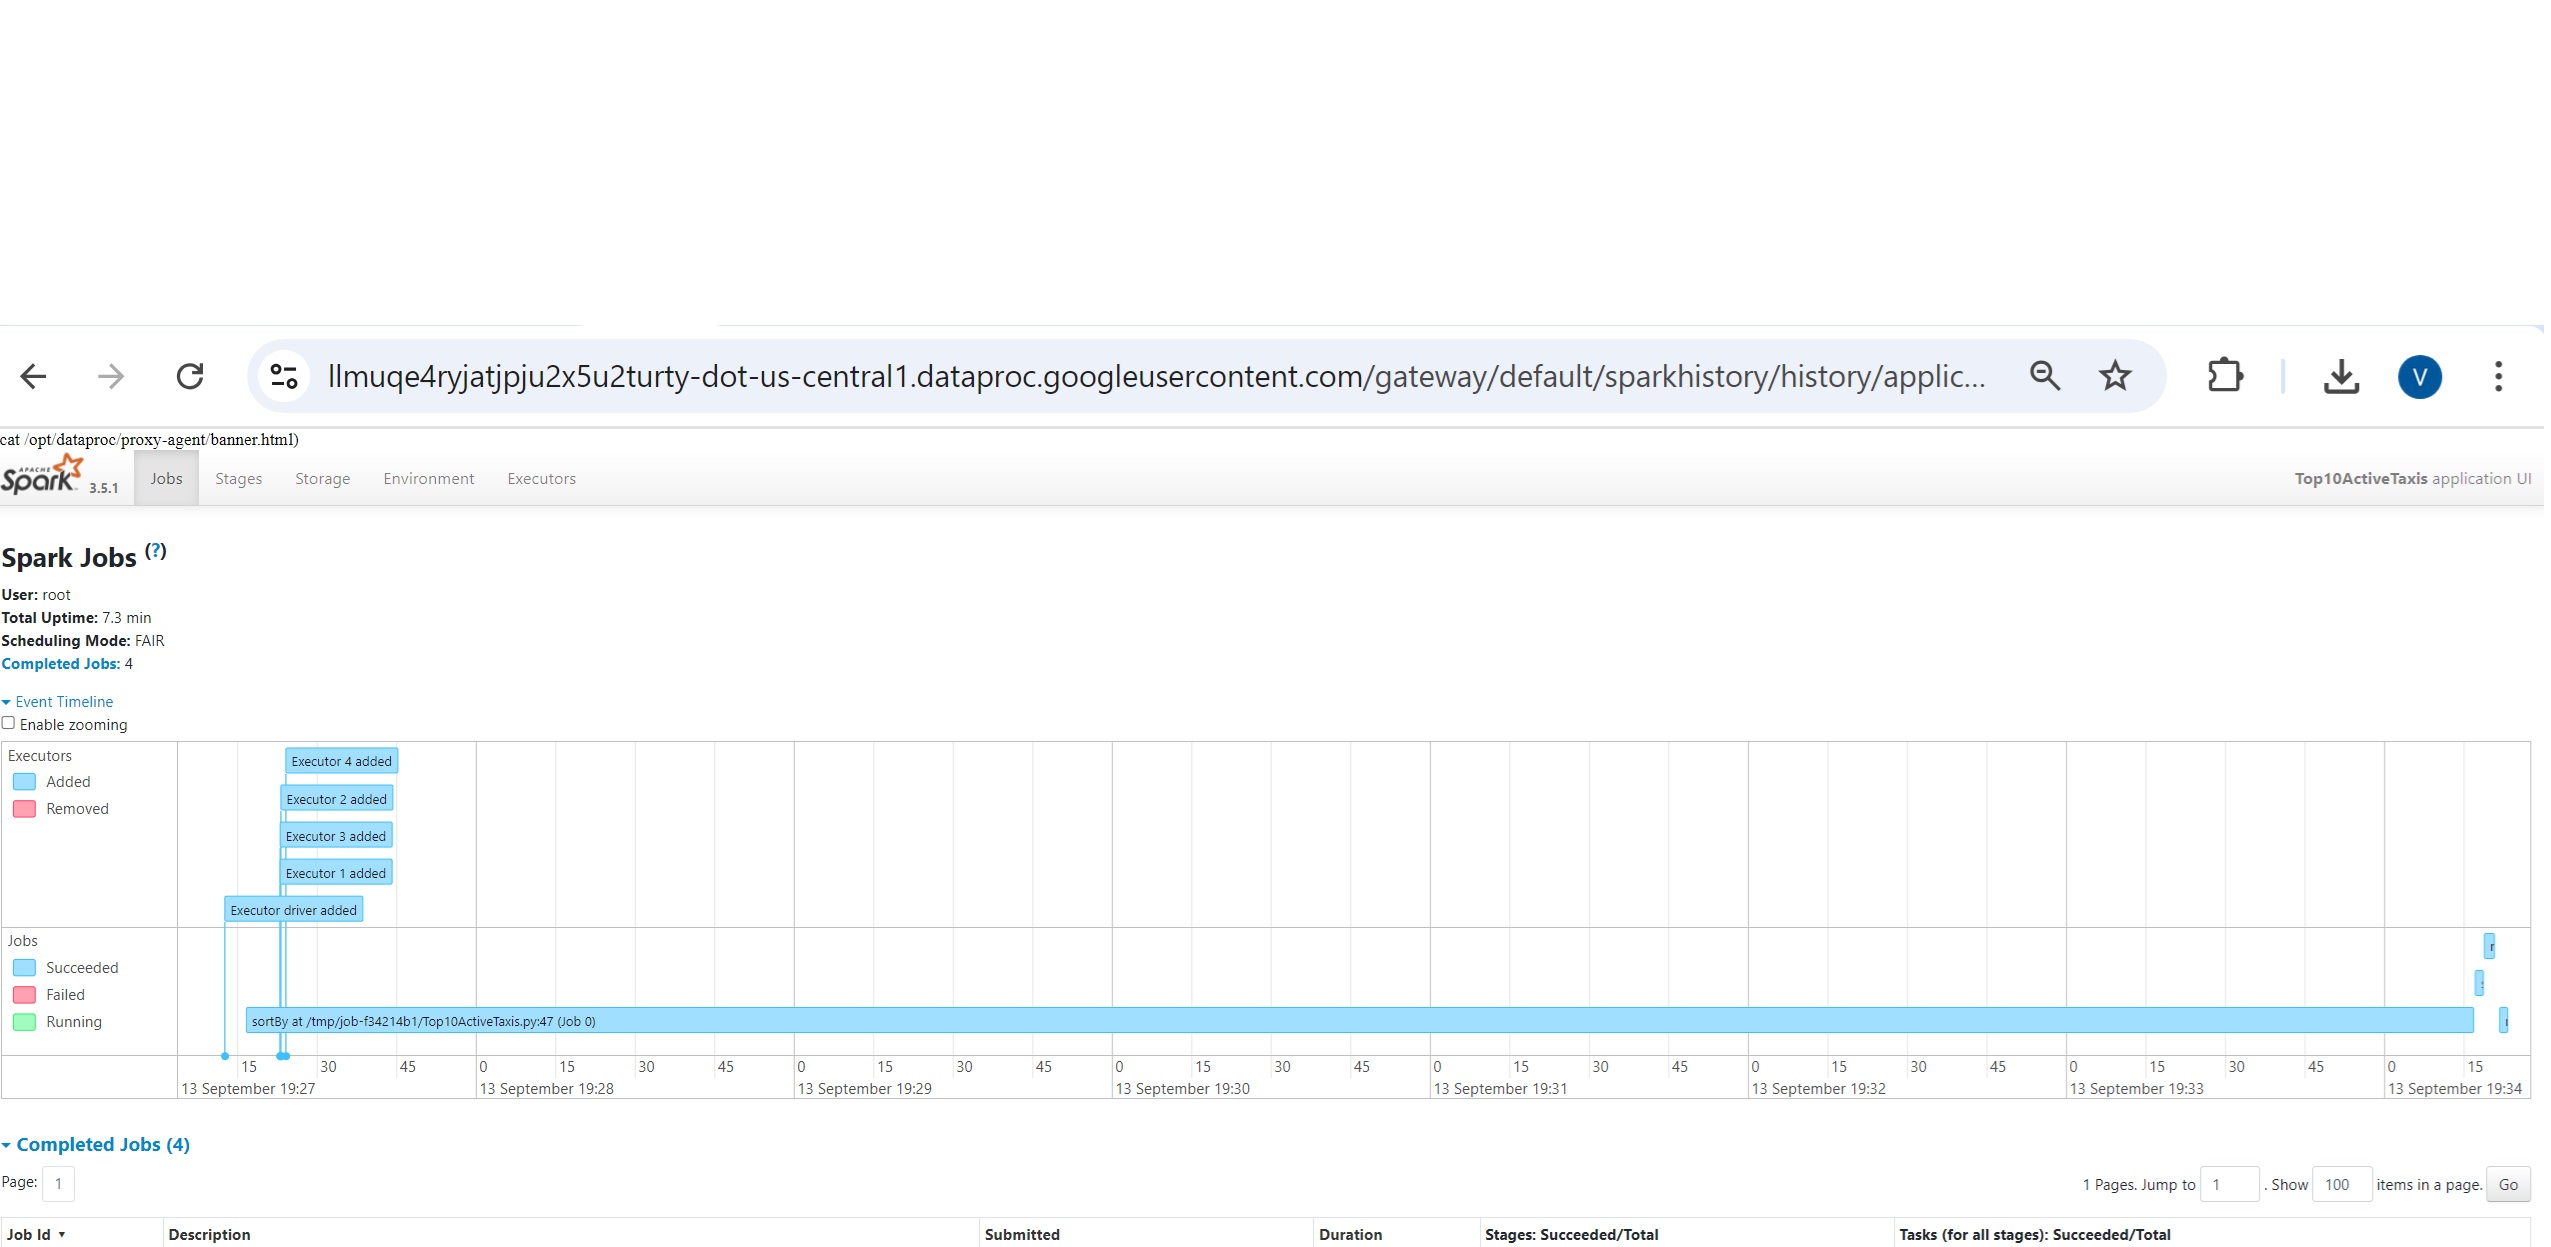 llmuqe4ryjatjpju2x5u2turty-dot-us-central1.dataproc.googleusercontent.com/gateway/default/sparkhistory/history/applic...
V
cat /opt/dataproc/proxy-agent/banner.html)
APACHE Spark 3.5.1 Jobs Stages Storage Environment Executors Top10ActiveTaxis application UI
Spark Jobs (?)
User: root
Total Uptime: 7.3 min
Scheduling Mode: FAIR
Completed Jobs: 4
Event Timeline
Enable zooming
Executors
Added
Removed
Executor 4 added
Executor 2 added
Executor 3 added
Executor 1 added
Executor driver added
Jobs
Succeeded
Failed
Running
sortBy at /tmp/job-f34214b1/Top10ActiveTaxis.py:47 (Job 0)
15 30 45 0 15 30 45 0 15 30 45 0 15 30 45 0 15 30 45 0 15 30 45 0 15 30 45 0 15
13 September 19:27 13 September 19:28 13 September 19:29 13 September 19:30 13 September 19:31 13 September 19:32 13 September 19:33 13 September 19:34
Completed Jobs (4)
Page: 1 1 Pages. Jump to 1 . Show 100 items in a page. Go
Job Id Description Submitted Duration Stages: Succeeded/Total Tasks (for all stages): Succeeded/Total